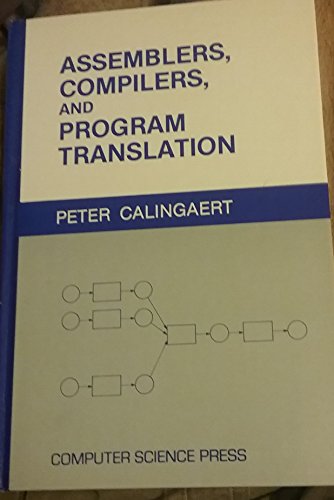 ASSEMBLERS,
COMPILERS,
AND
PROGRAM
TRANSLATION
PETER CALINGAERT
COMPUTER SCIENCE PRESS